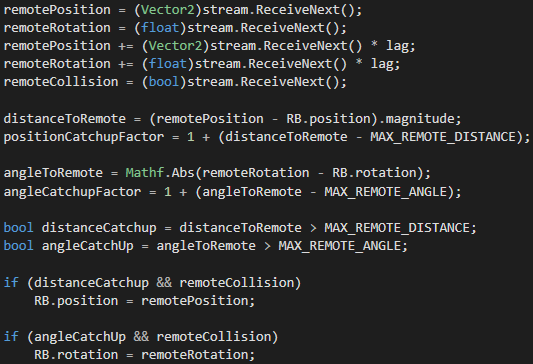 remotePosition = (Vector2)stream.ReceiveNext();
remoteRotation = (float)stream.ReceiveNext();
remotePosition += (Vector2)stream.ReceiveNext() * lag;
remoteRotation += (float)stream.ReceiveNext() * lag;
remoteCollision = (bool)stream.ReceiveNext();
distanceToRemote = (remotePosition - RB.position).magnitude;
positionCatchupFactor = 1 + (distanceToRemote - MAX_REMOTE_DISTANCE);
angleToRemote = Mathf.Abs(remoteRotation - RB.rotation);
angleCatchupFactor = 1 + (angleToRemote - MAX_REMOTE_ANGLE);
bool distanceCatchup = distanceToRemote > MAX_REMOTE_DISTANCE;
bool angleCatchUp = angleToRemote > MAX_REMOTE_ANGLE;
if (distanceCatchup && remoteCollision)
    RB.position = remotePosition;
if (angleCatchUp && remoteCollision)
    RB.rotation = remoteRotation;